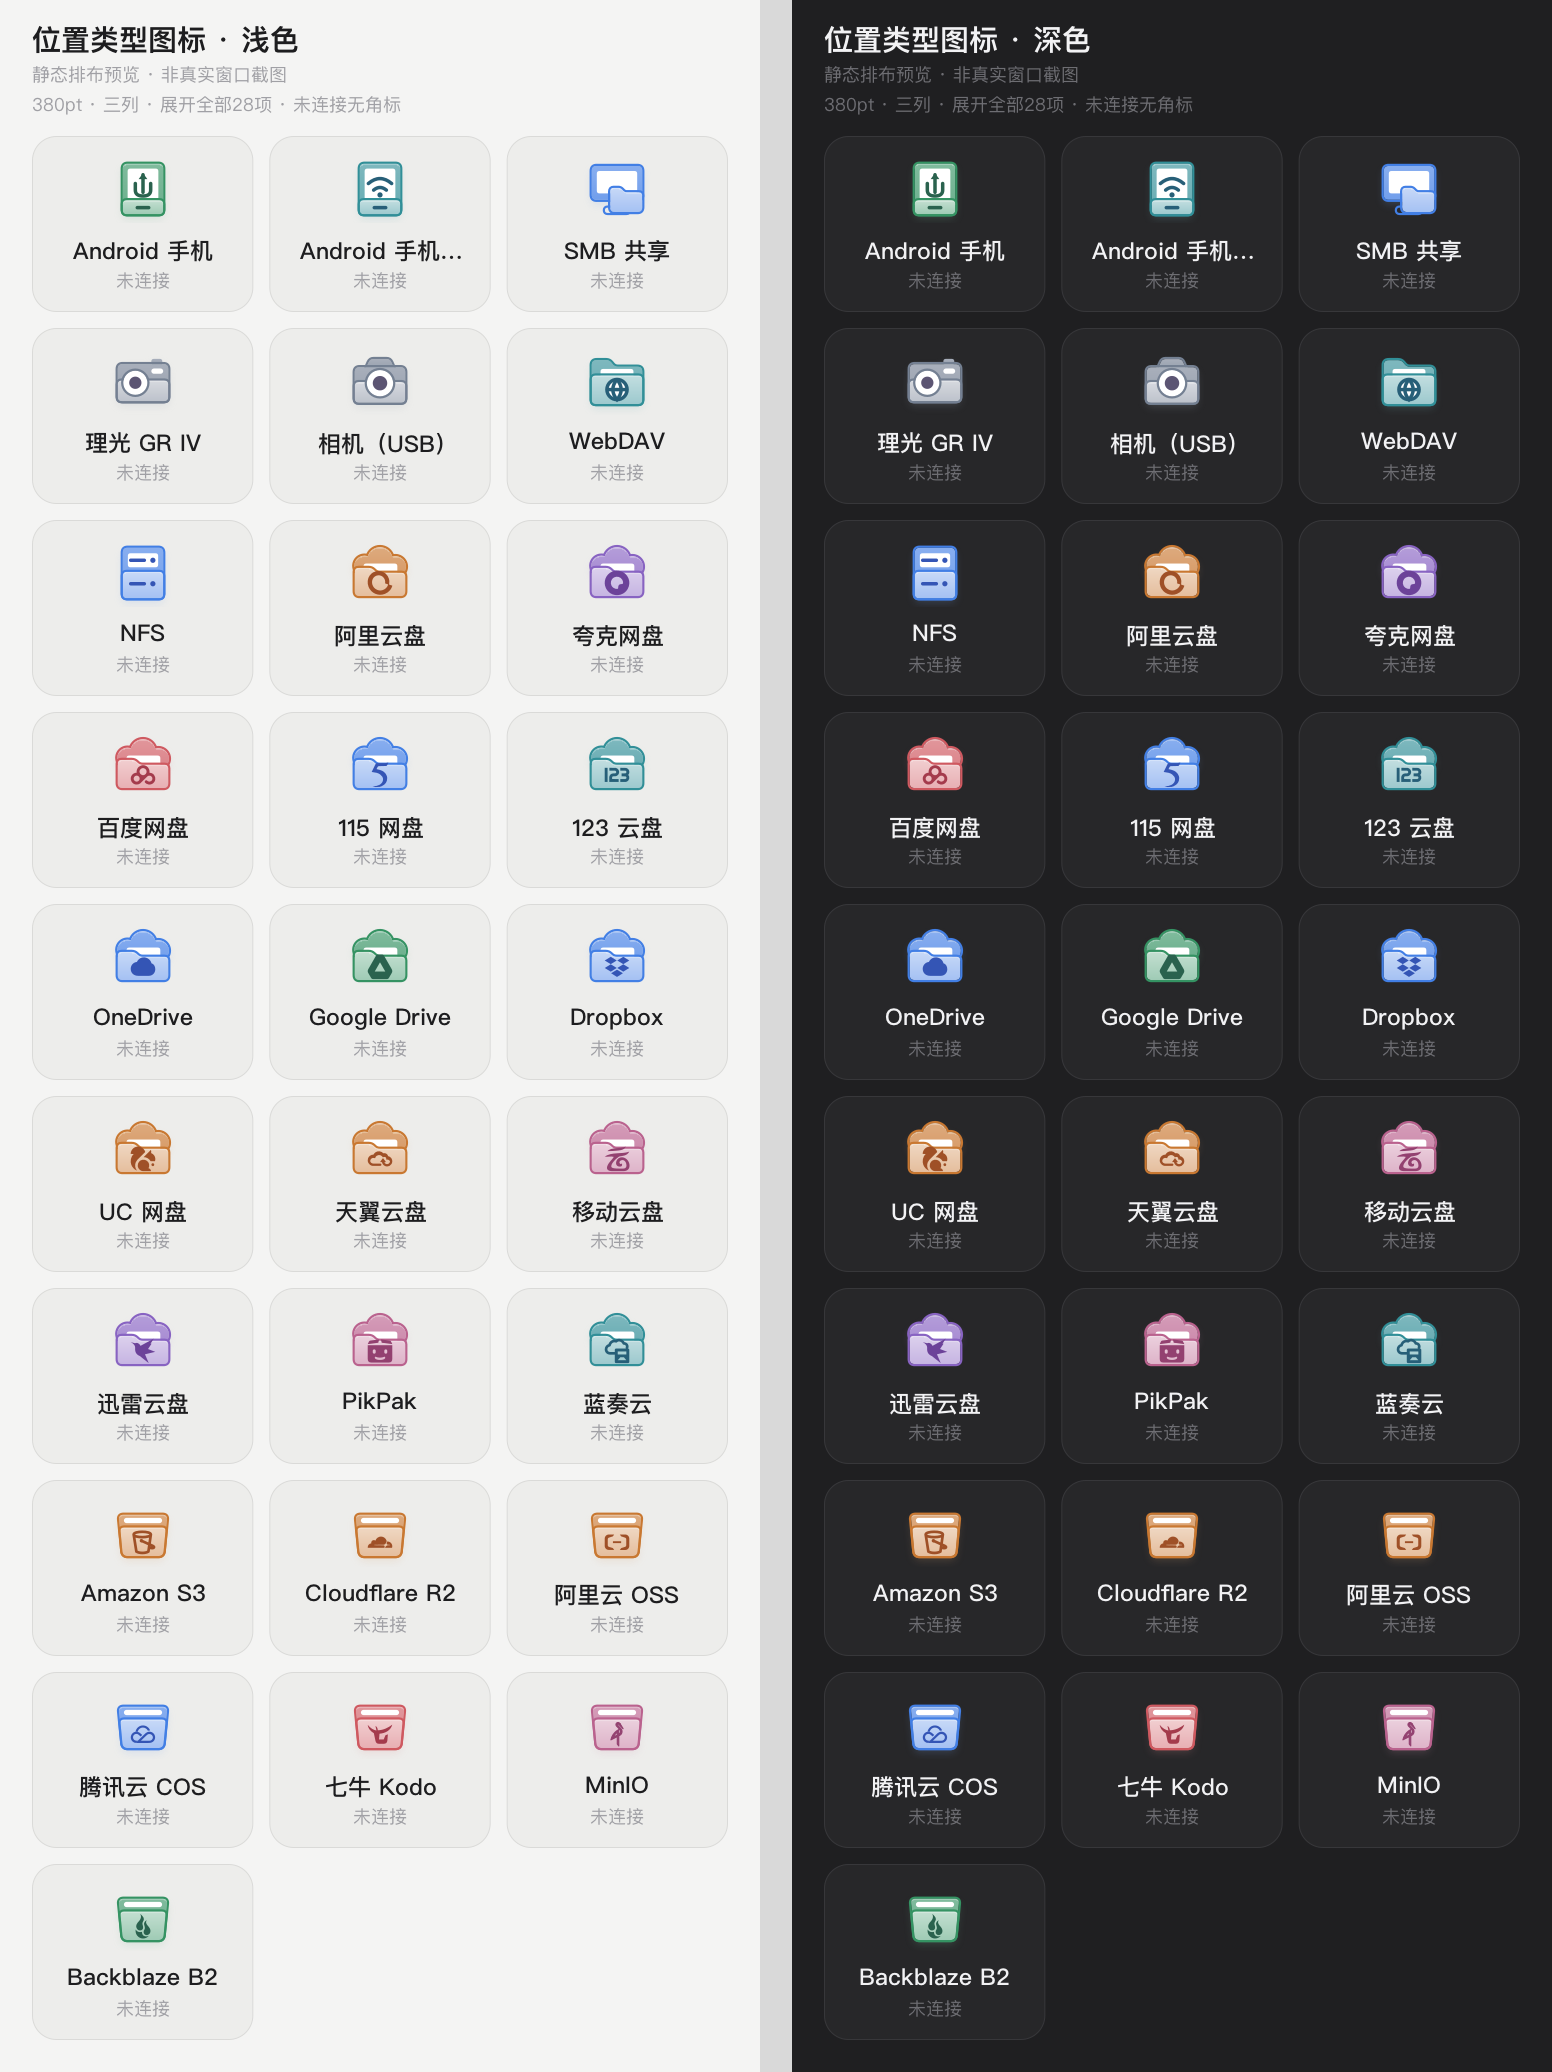 位置类型图标 · 浅色
静态排布预览 · 非真实窗口截图
380pt · 三列 · 展开全部28项 · 未连接无角标
Android 手机
未连接
Android 手机...
未连接
SMB 共享
未连接
理光 GR IV
未连接
相机（USB）
未连接
WebDAV
未连接
NFS
未连接
阿里云盘
未连接
夸克网盘
未连接
百度网盘
未连接
5
115 网盘
未连接
123
123 云盘
未连接
OneDrive
未连接
Google Drive
未连接
Dropbox
未连接
UC 网盘
未连接
天翼云盘
未连接
移动云盘
未连接
迅雷云盘
未连接
PikPak
未连接
蓝奏云
未连接
Amazon S3
未连接
Cloudflare R2
未连接
阿里云 OSS
未连接
腾讯云 COS
未连接
七牛 Kodo
未连接
MinIO
未连接
Backblaze B2
未连接
位置类型图标 · 深色
静态排布预览 · 非真实窗口截图
380pt · 三列 · 展开全部28项 · 未连接无角标
Android 手机
未连接
Android 手机...
未连接
SMB 共享
未连接
理光 GR IV
未连接
相机（USB）
未连接
WebDAV
未连接
NFS
未连接
阿里云盘
未连接
夸克网盘
未连接
百度网盘
未连接
5
115 网盘
未连接
123
123 云盘
未连接
OneDrive
未连接
Google Drive
未连接
Dropbox
未连接
UC 网盘
未连接
天翼云盘
未连接
移动云盘
未连接
迅雷云盘
未连接
PikPak
未连接
蓝奏云
未连接
Amazon S3
未连接
Cloudflare R2
未连接
阿里云 OSS
未连接
腾讯云 COS
未连接
七牛 Kodo
未连接
MinIO
未连接
Backblaze B2
未连接